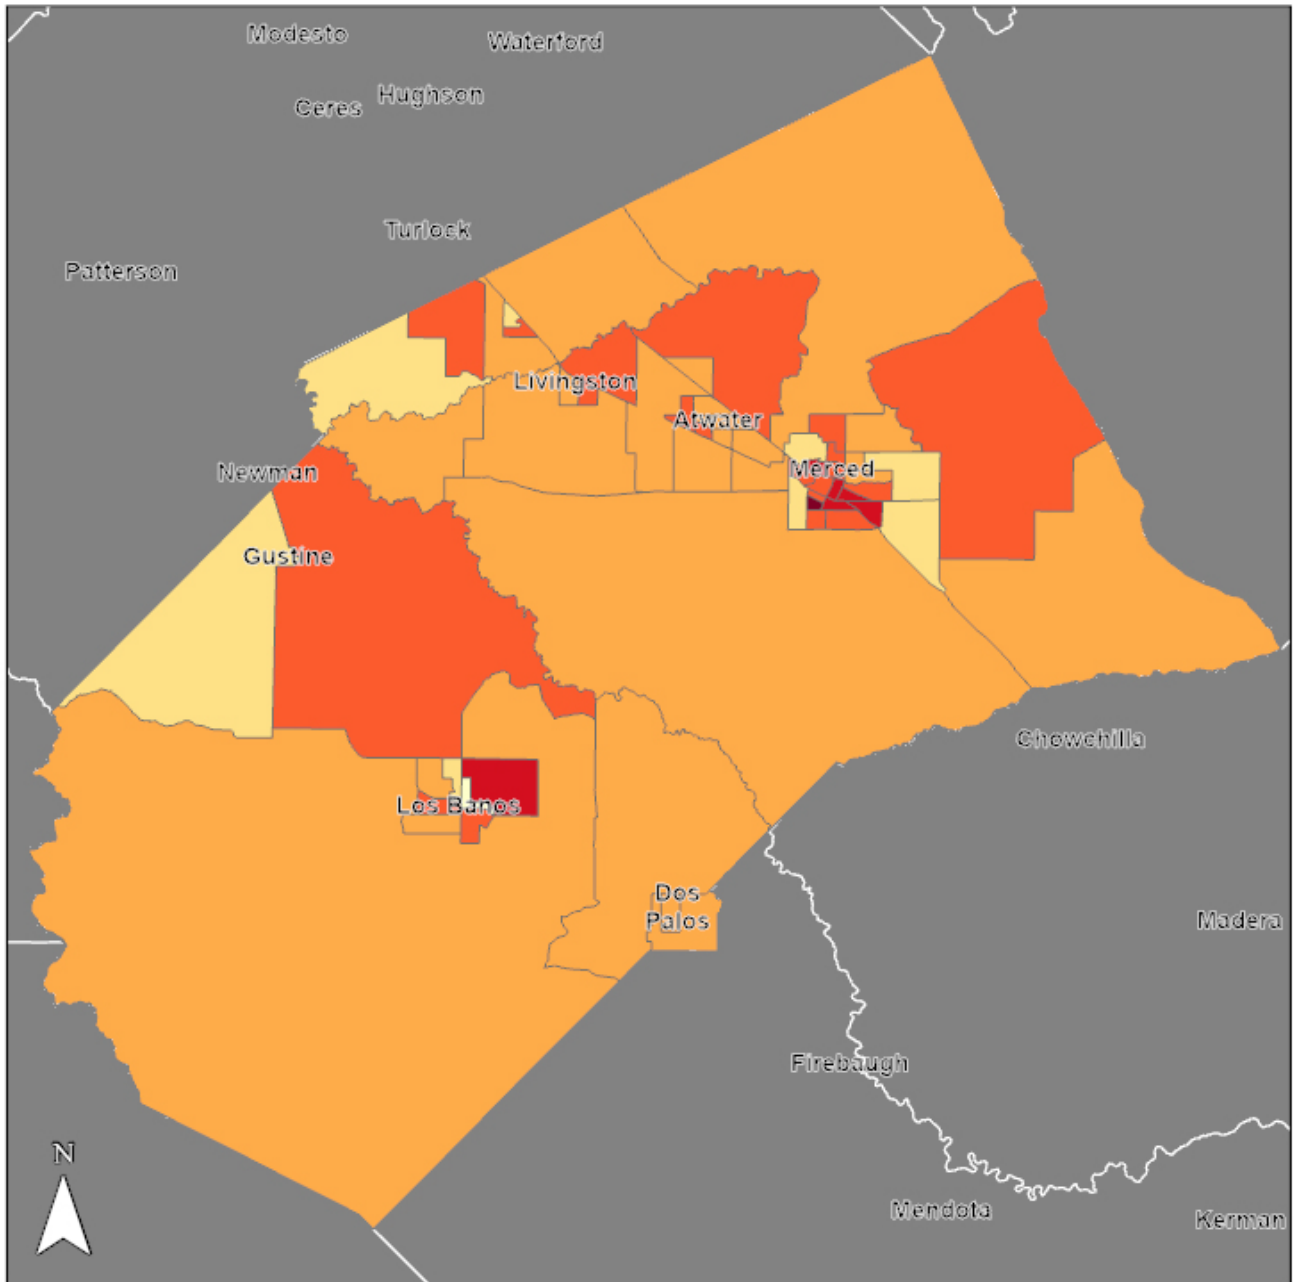 Modesto
Waterford
Hughson
Ceres
Turlock
Patterson
Livingston
Atwater
Merced
Newman
Gustine
Chowchilla
Los Banos
Dos
Palos
Madera
Firebaugh
N
Mendota
Kerman